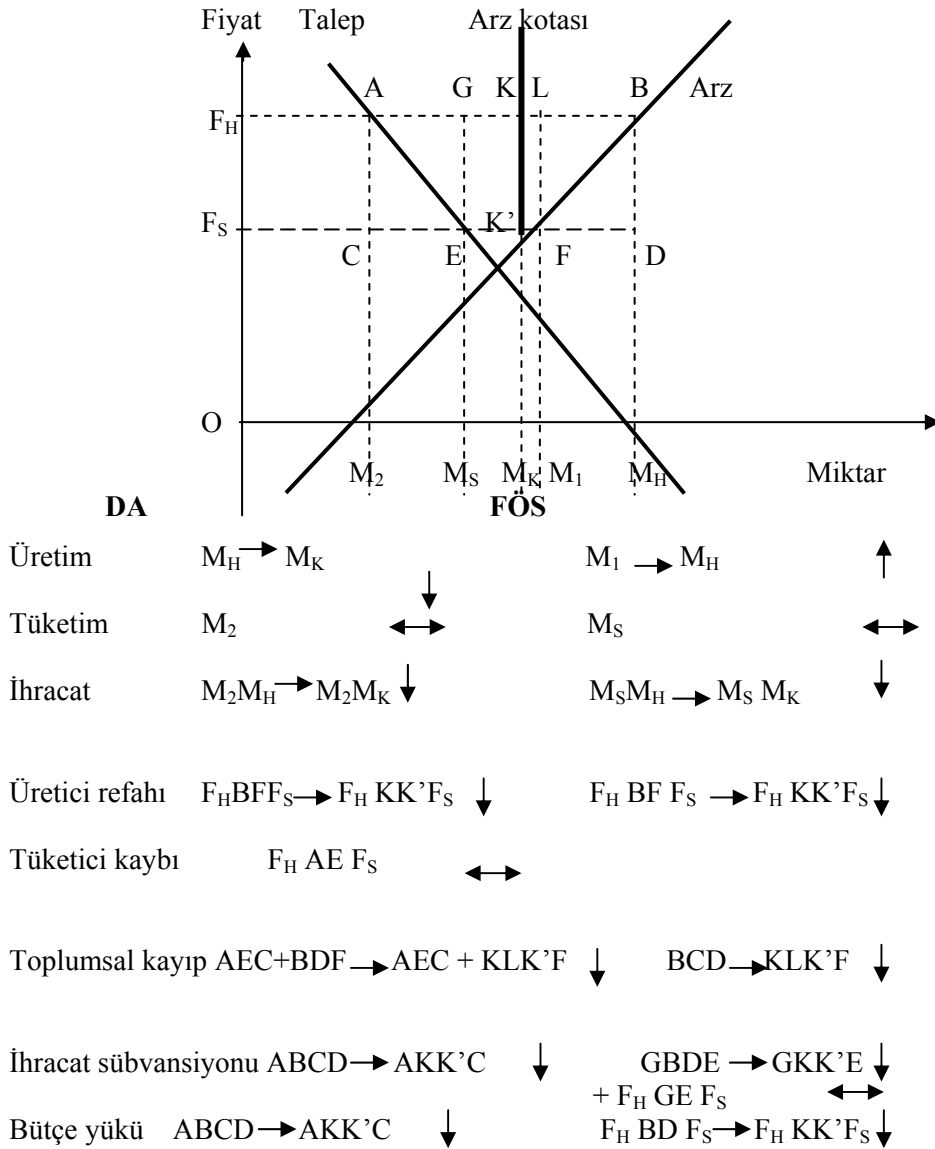 Fiyat Talep Arz kotası
A G K L B Arz
F_H
F_S K’
C E F D
O
M_2 M_S M_K M_1 M_H Miktar
DA FÖS
Üretim M_H → M_K ↓ M_1 → M_H ↑
Tüketim M_2 ↔ M_S ↔
İhracat M_2M_H → M_2M_K ↓ M_SM_H → M_S M_K ↓
Üretici refahı F_HBFF_S → F_H KK’F_S ↓ F_H BF F_S → F_H KK’F_S ↓
Tüketici kaybı F_H AE F_S ↔
Toplumsal kayıp AEC+BDF → AEC + KLK’F ↓ BCD → KLK’F ↓
İhracat sübvansiyonu ABCD → AKK’C ↓ GBDE → GKK’E ↓
+ F_H GE F_S ↔
Bütçe yükü ABCD → AKK’C ↓ F_H BD F_S → F_H KK’F_S ↓